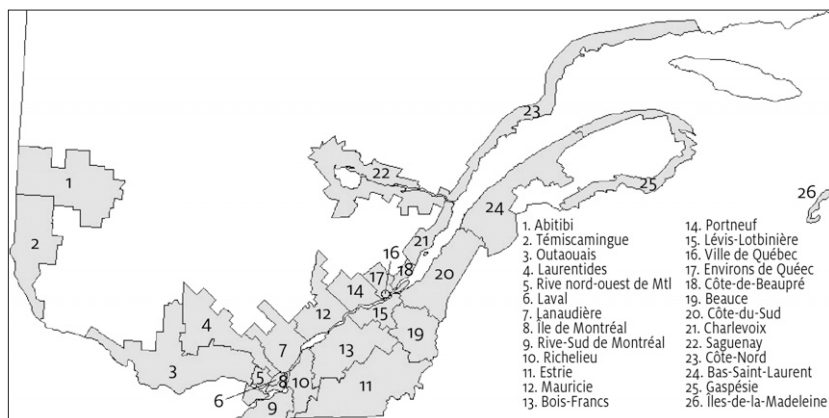 23
22
1
25
26
24
2
21
16
17
18
14
20
12
15
4
19
7
13
3
5
8
10
11
6
9
1. Abitibi
2. Témiscamingue
3. Outaouais
4. Laurentides
5. Rive nord-ouest de Mtl
6. Laval
7. Lanaudière
8. Île de Montréal
9. Rive-Sud de Montréal
10. Richelieu
11. Estrie
12. Mauricie
13. Bois-Francs
14. Portneuf
15. Lévis-Lotbinière
16. Ville de Québec
17. Environs de Quéec
18. Côte-de-Beaupré
19. Beauce
20. Côte-du-Sud
21. Charlevoix
22. Saguenay
23. Côte-Nord
24. Bas-Saint-Laurent
25. Gaspésie
26. Îles-de-la-Madeleine